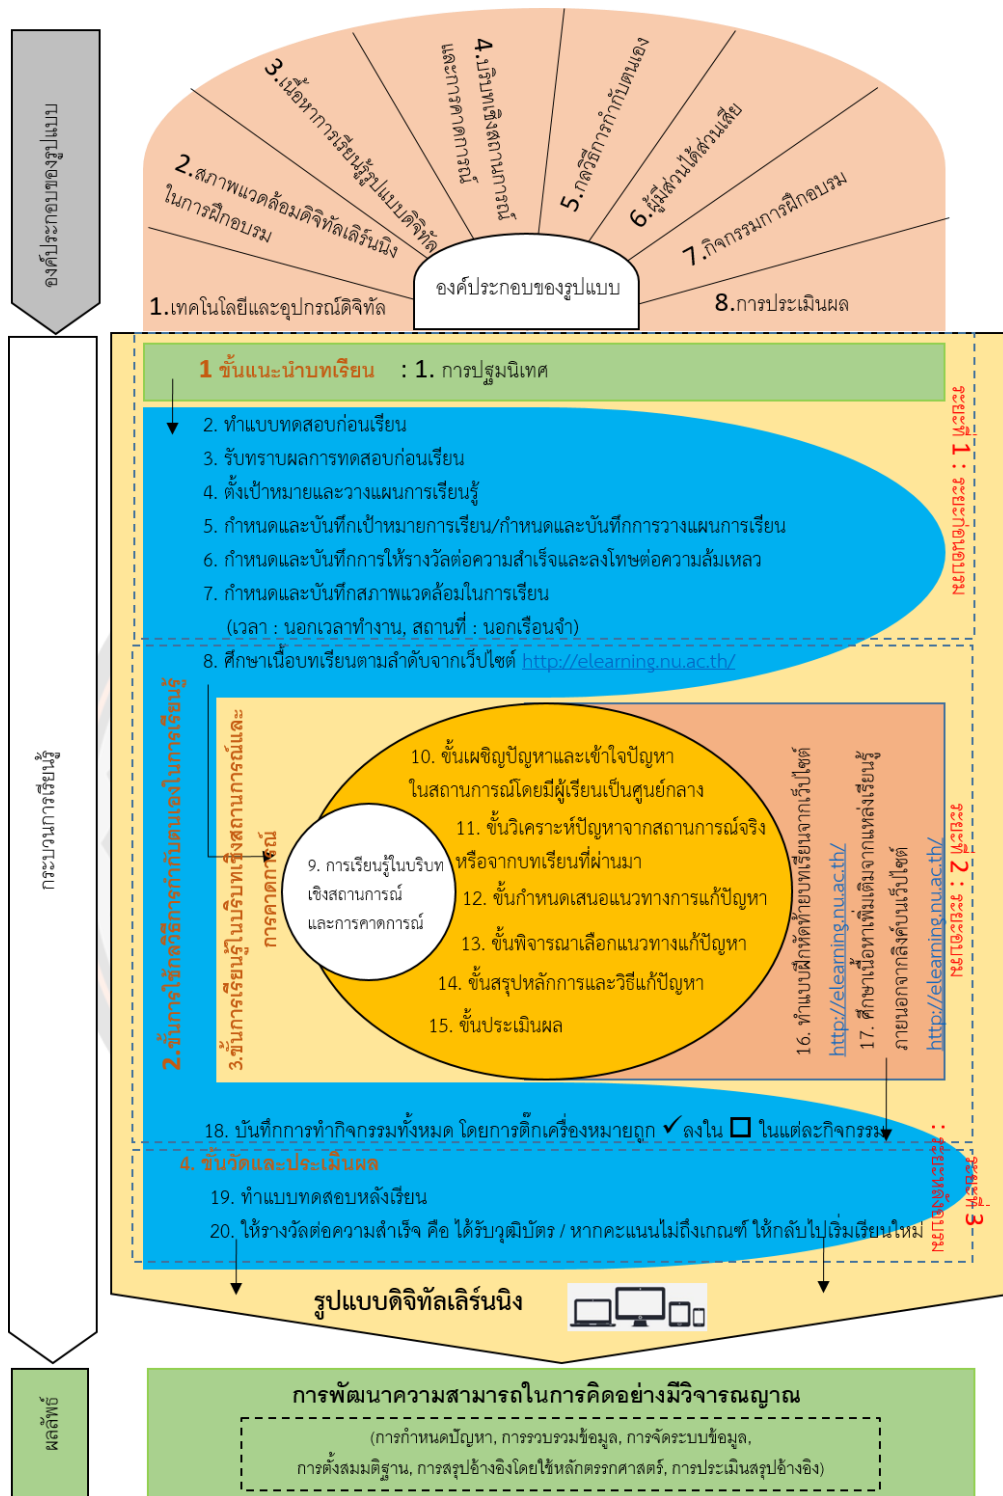 องค์ประกอบของรูปแบบ
1.เทคโนโลยีและอุปกรณ์ดิจิทัล
2.สภาพแวดล้อมดิจิทัลเลิร์นนิง
ในการฝึกอบรม
3.เนื้อหาการเรียนรู้รูปแบบดิจิทัล
4.บริบทเชิงสถานการณ์
และการคาดการณ์
5.กลวิธีการกำกับตนเอง
6.ผู้มีส่วนได้ส่วนเสีย
7.กิจกรรมการฝึกอบรม
8.การประเมินผล
องค์ประกอบของรูปแบบ
กระบวนการเรียนรู้
1 ขั้นแนะนำบทเรียน : 1. การปฐมนิเทศ
2. ทำแบบทดสอบก่อนเรียน
3. รับทราบผลการทดสอบก่อนเรียน
4. ตั้งเป้าหมายและวางแผนการเรียนรู้
5. กำหนดและบันทึกเป้าหมายการเรียน/กำหนดและบันทึกการวางแผนการเรียน
6. กำหนดและบันทึกการให้รางวัลต่อความสำเร็จและลงโทษต่อความล้มเหลว
7. กำหนดและบันทึกสภาพแวดล้อมในการเรียน
(เวลา : นอกเวลาทำงาน, สถานที่ : นอกเรือนจำ)
ระยะที่ 1 : ระยะก่อนอบรม
8. ศึกษาเนื้อบทเรียนตามลำดับจากเว็ปไซต์ http://elearning.nu.ac.th/
2.ขั้นการใช้กลวิธีการกำกับตนเองในการเรียนรู้
3.ขั้นการเรียนรู้ในบริบทเชิงสถานการณ์และ
การคาดการณ์
9. การเรียนรู้ในบริบท
เชิงสถานการณ์
และการคาดการณ์
10. ขั้นเผชิญปัญหาและเข้าใจปัญหา
ในสถานการณ์โดยมีผู้เรียนเป็นศูนย์กลาง
11. ขั้นวิเคราะห์ปัญหาจากสถานการณ์จริง
หรือจากบทเรียนที่ผ่านมา
12. ขั้นกำหนดเสนอแนวทางการแก้ปัญหา
13. ขั้นพิจารณาเลือกแนวทางแก้ปัญหา
14. ขั้นสรุปหลักการและวิธีแก้ปัญหา
15. ขั้นประเมินผล
16. ทำแบบฝึกหัดท้ายบทเรียนจากเว็ปไซต์
http://elearning.nu.ac.th/
17. ศึกษาเนื้อหาเพิ่มเติมจากแหล่งเรียนรู้
ภายนอกจากลิงค์บนเว็ปไซต์
http://elearning.nu.ac.th/
ระยะที่ 2 : ระยะอบรม
18. บันทึกการทำกิจกรรมทั้งหมด โดยการติ๊กเครื่องหมายถูก ✓ ลงใน □ ในแต่ละกิจกรรม
4. ขั้นวัดและประเมินผล
19. ทำแบบทดสอบหลังเรียน
20. ให้รางวัลต่อความสำเร็จ คือ ได้รับวุฒิบัตร / หากคะแนนไม่ถึงเกณฑ์ ให้กลับไปเริ่มเรียนใหม่
ระยะที่ 3
: ระยะหลังอบรม
รูปแบบดิจิทัลเลิร์นนิง
ผลลัพธ์
การพัฒนาความสามารถในการคิดอย่างมีวิจารณญาณ
(การกำหนดปัญหา, การรวบรวมข้อมูล, การจัดระบบข้อมูล,
การตั้งสมมติฐาน, การสรุปอ้างอิงโดยใช้หลักตรรกศาสตร์, การประเมินสรุปอ้างอิง)